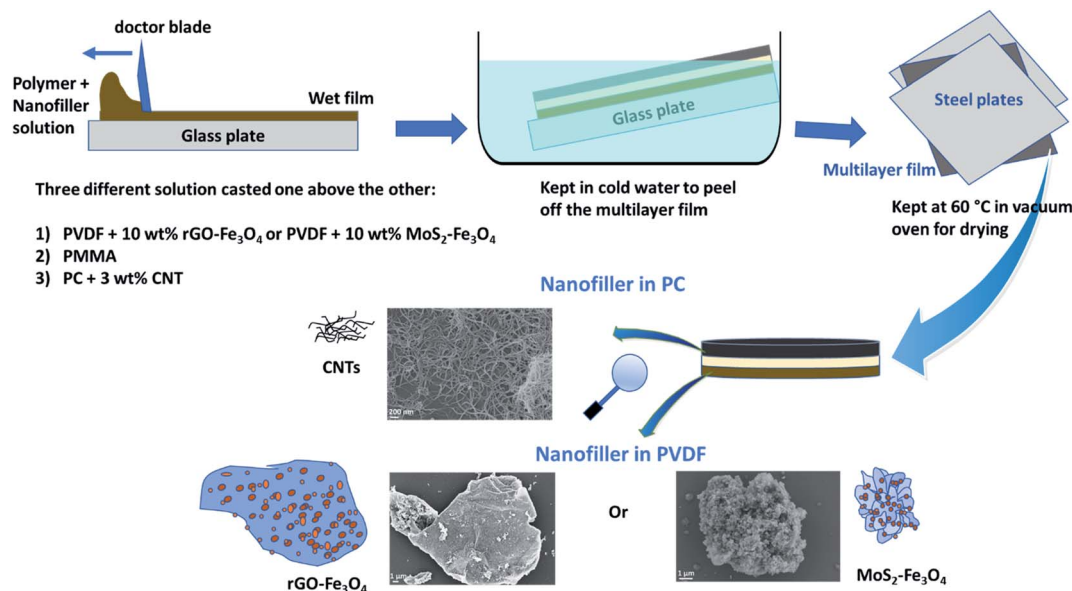 doctor blade
Polymer +
Nanofiller
solution
Wet film
Glass plate
Glass plate
Steel plates
Multilayer film
Three different solution casted one above the other:
1) PVDF + 10 wt% rGO-Fe₃O₄ or PVDF + 10 wt% MoS₂-Fe₃O₄
2) PMMA
3) PC + 3 wt% CNT
Kept in cold water to peel
off the multilayer film
Kept at 60 °C in vacuum
oven for drying
Nanofiller in PC
CNTs
200 nm
Nanofiller in PVDF
Or
1 μm
1 μm
rGO-Fe₃O₄
MoS₂-Fe₃O₄